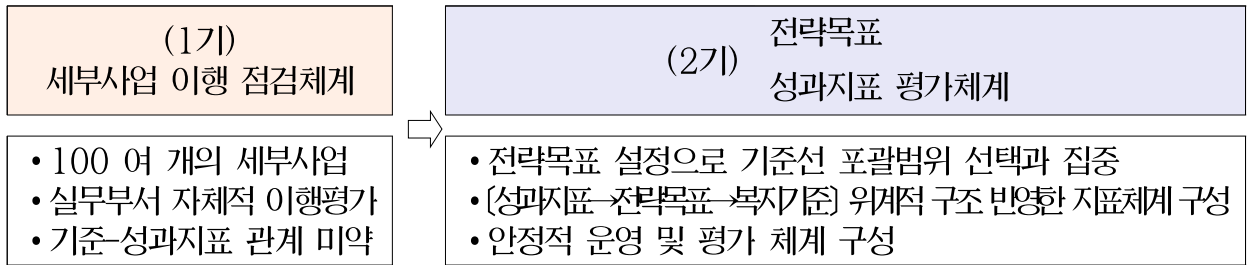 (1기)
세부사업 이행 점검체계
(2기)
전략목표
성과지표 평가체계
• 100 여 개의 세부사업
• 실무부서 자체적 이행평가
• 기준-성과지표 관계 미약
• 전략목표 설정으로 기준선 포괄범위 선택과 집중
• [성과지표→전략목표→복지기준] 위계적 구조 반영한 지표체계 구성
• 안정적 운영 및 평가 체계 구성